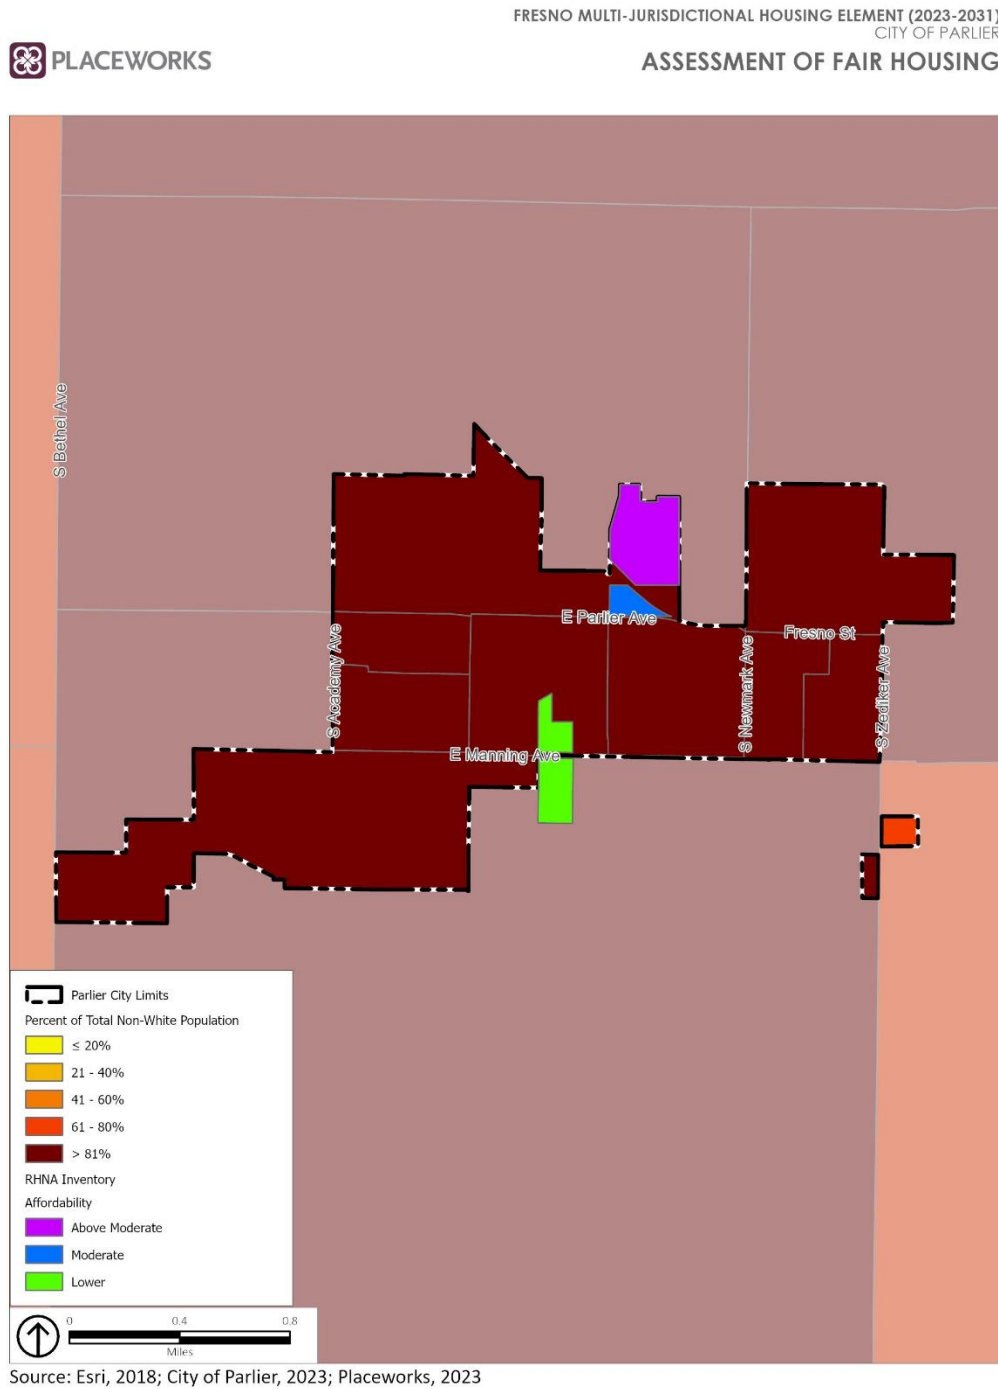 FRESNO MULTI-JURISDICTIONAL HOUSING ELEMENT (2023-2031)
CITY OF PARLIER
PLACEWORKS
ASSESSMENT OF FAIR HOUSING
S Bethel Ave
E Parlier Ave
Fresno St
S Academy Ave
S Newmark Ave
S Zediker Ave
E Manning Ave
Parlier City Limits
Percent of Total Non-White Population
≤ 20%
21 - 40%
41 - 60%
61 - 80%
> 81%
RHNA Inventory
Affordability
Above Moderate
Moderate
Lower
0 0.4 0.8
Miles
Source: Esri, 2018; City of Parlier, 2023; Placeworks, 2023